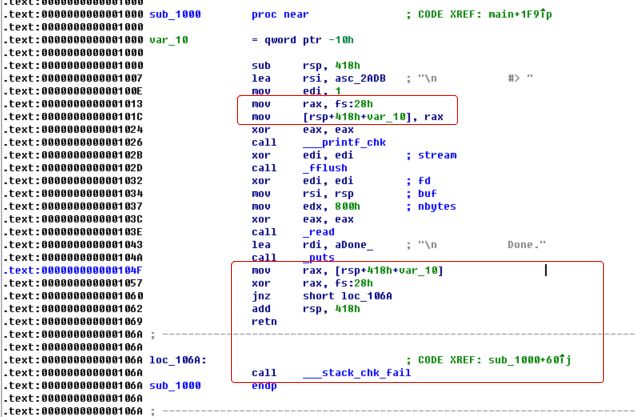 .text:0000000000001000
.text:0000000000001000 sub_1000 proc near ; CODE XREF: main+1F9↑p
.text:0000000000001000
.text:0000000000001000 var_10 = qword ptr -10h
.text:0000000000001000
.text:0000000000001000 sub rsp, 418h
.text:0000000000001007 lea rsi, asc_2ADB ; "\n #> "
.text:000000000000100E mov edi, 1
.text:0000000000001013 mov rax, fs:28h
.text:000000000000101C mov [rsp+418h+var_10], rax
.text:0000000000001024 xor eax, eax
.text:0000000000001026 call ___printf_chk
.text:000000000000102B xor edi, edi ; stream
.text:000000000000102D call _fflush
.text:0000000000001032 xor edi, edi ; fd
.text:0000000000001034 mov rsi, rsp ; buf
.text:0000000000001037 mov edx, 800h ; nbytes
.text:000000000000103C xor eax, eax
.text:000000000000103E call _read
.text:0000000000001043 lea rdi, aDone_ ; "\n Done."
.text:000000000000104A call _puts
.text:000000000000104F mov rax, [rsp+418h+var_10]
.text:0000000000001057 xor rax, fs:28h
.text:0000000000001060 jnz short loc_106A
.text:0000000000001062 add rsp, 418h
.text:0000000000001069 retn
.text:000000000000106A ; ---------------------------------------------------------------------------
.text:000000000000106A
.text:000000000000106A loc_106A: ; CODE XREF: sub_1000+60↑j
.text:000000000000106A call ___stack_chk_fail
.text:000000000000106A sub_1000 endp
.text:000000000000106A
.text:000000000000106A ; ---------------------------------------------------------------------------